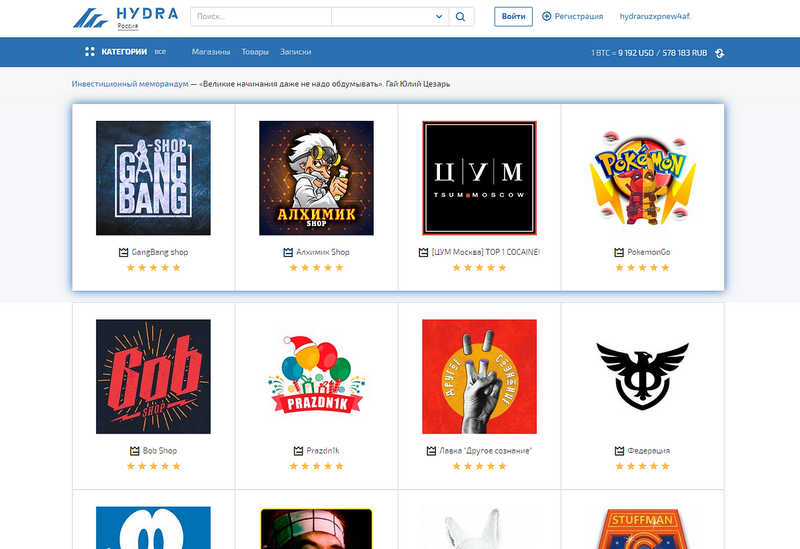 HYDRA
Россия
Поиск...
Войти
Регистрация
hydraruzxpnew4af.
КАТЕГОРИИ все Магазины Товары Записки
1 BTC = 9 192 USD / 578 183 RUB
Инвестиционный меморандум — «Великие начинания даже не надо обдумывать». Гай Юлий Цезарь
A-SHOP
GANG
BANG
АЛХИМИК
SHOP
ЦУМ
TSUM MOSCOW
POKéMON
GangBang shop
Алхимик Shop
[ЦУМ Москва] TOP 1 COCAINE!
PokemonGo
Bob
SHOP
PRAZDN1K
ДРУГОЕ
Ф
Bob Shop
Prazdn1k
Лавка "Другое сознание"
Федерация
STUFFMAN